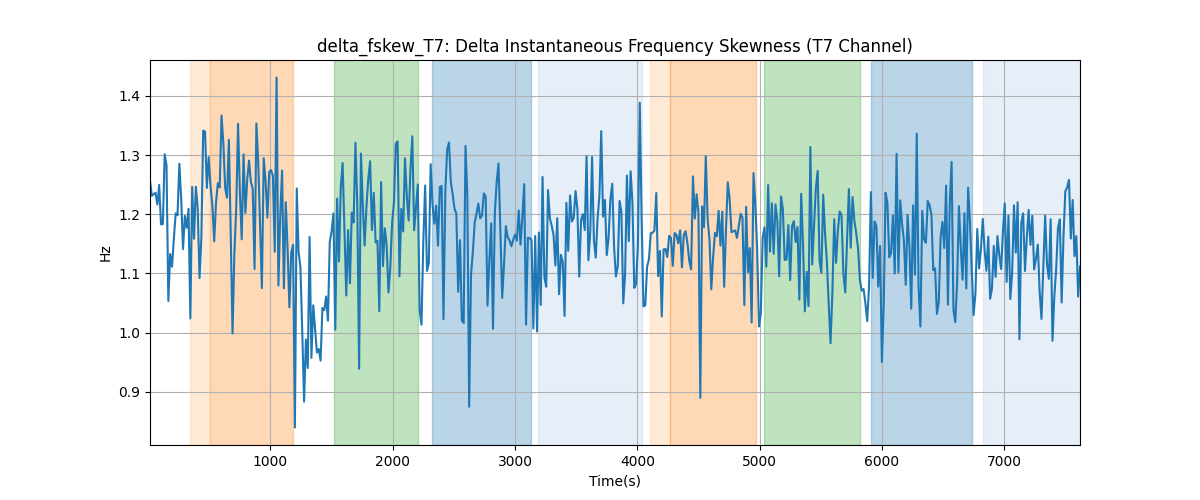 delta_fskew_T7: Delta Instantaneous Frequency Skewness (T7 Channel)
1.4
1.3
1.2
1.1
1.0
0.9
Hz
1000 2000 3000 4000 5000 6000 7000
Time(s)